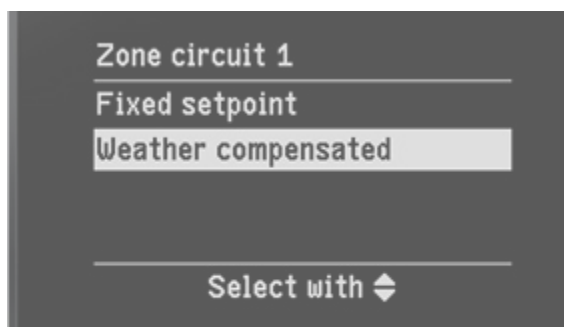 Zone circuit 1
Fixed setpoint
Weather compensated
Select with